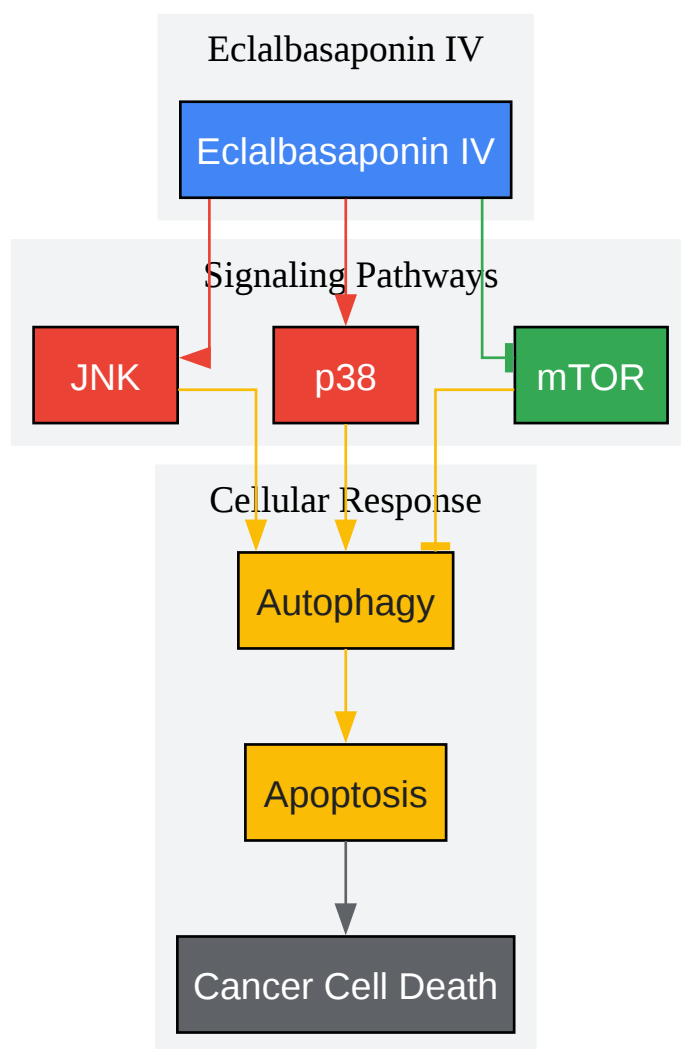 Eclalbasaponin IV
Eclalbasaponin IV
Signaling Pathways
JNK
p38
mTOR
Cellular Response
Autophagy
Apoptosis
Cancer Cell Death